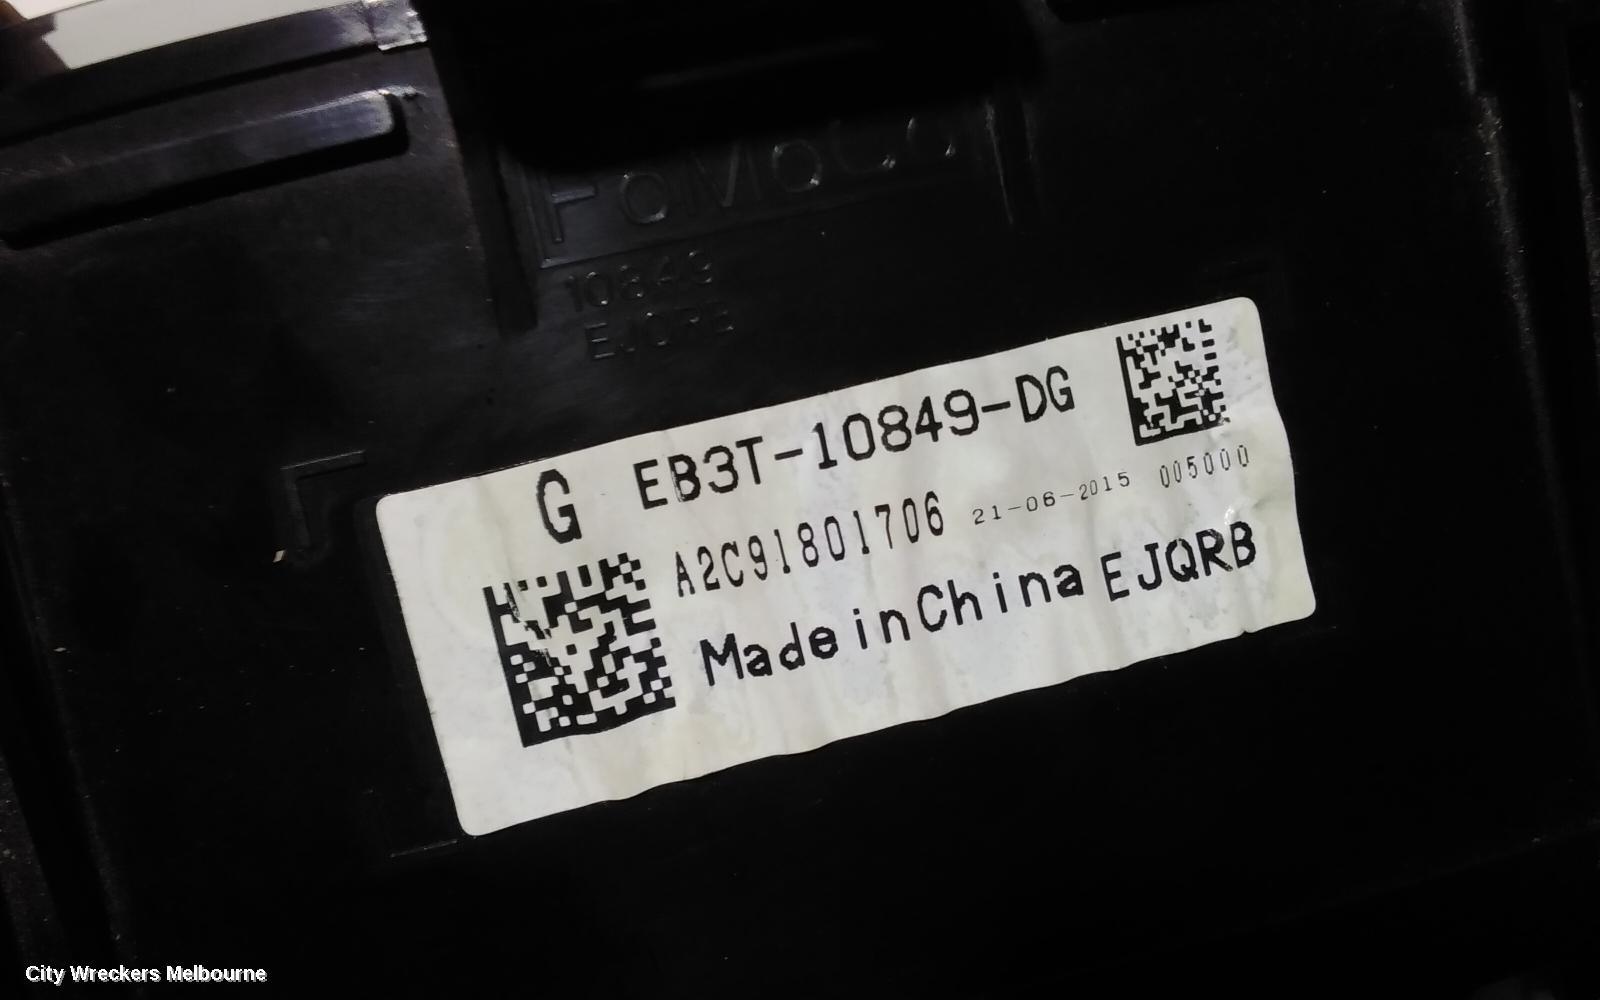 FoMoCo
10849
EJQRB
G EB3T-10849-DG
A2C91801706 21-06-2015 005000
Made in China EJQRB
City Wreckers Melbourne